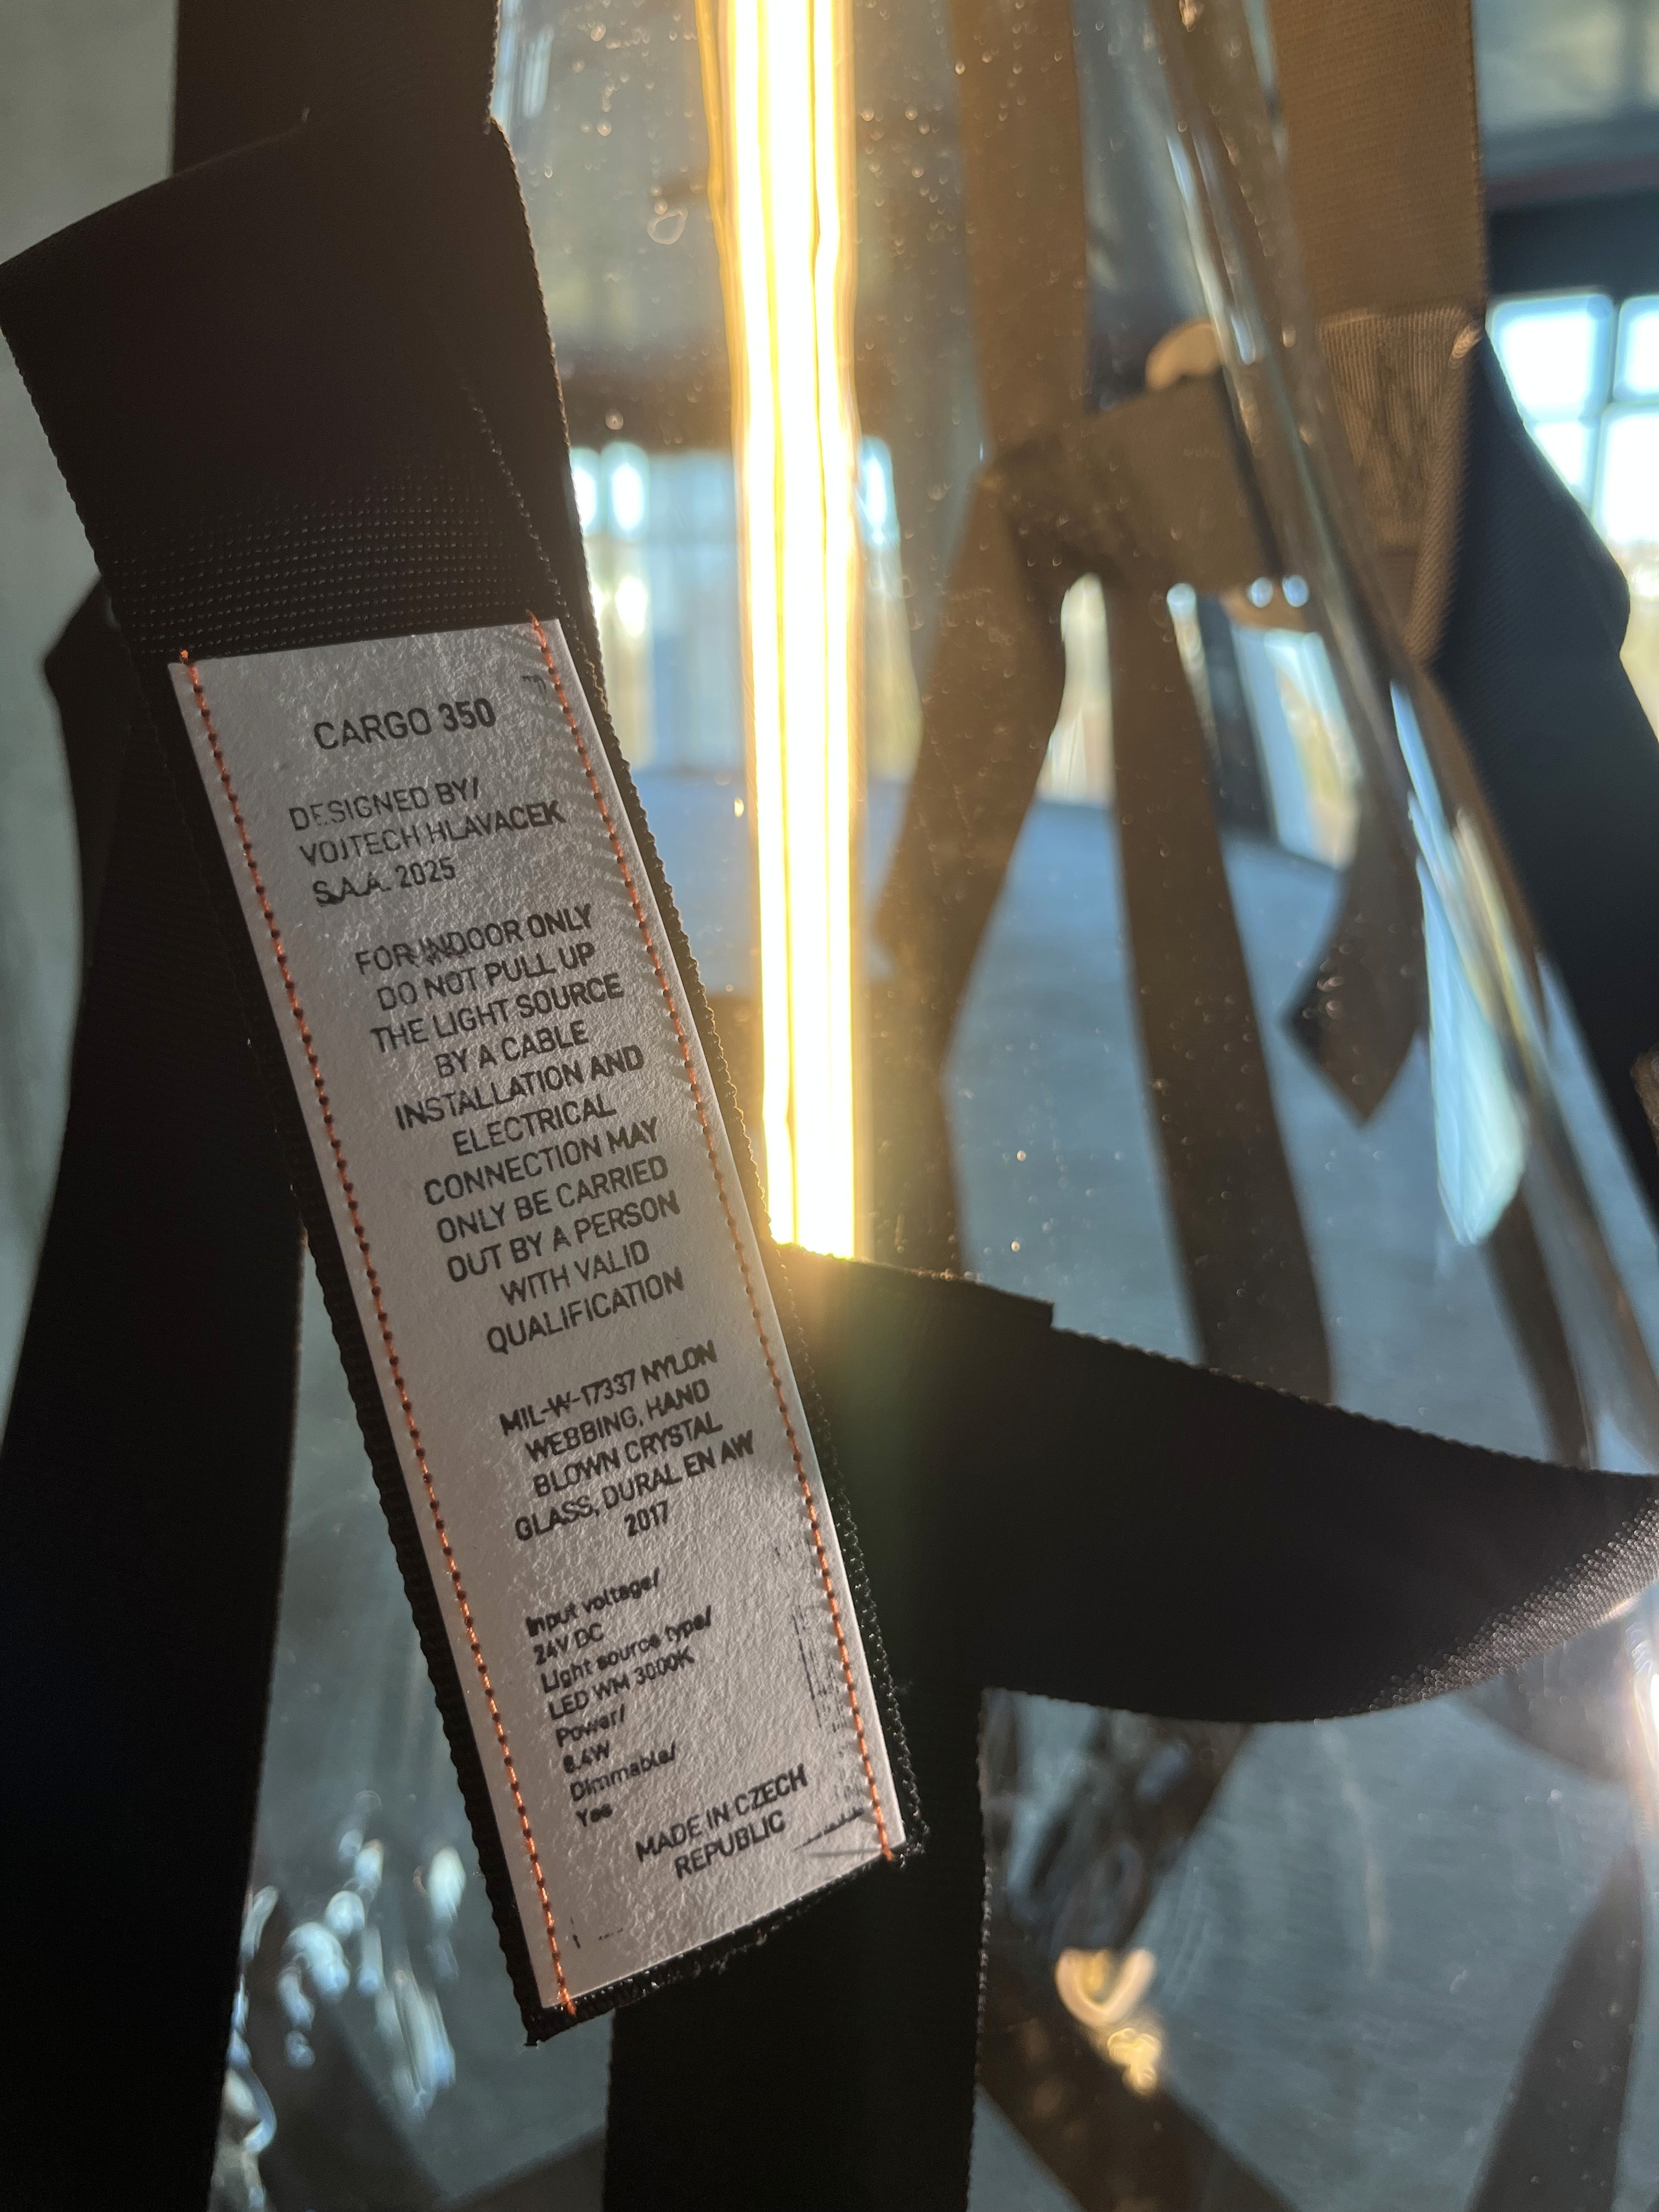 CARGO 350
DESIGNED BY/
VOJTECH HLAVACEK
S.A.A. 2025
FOR INDOOR ONLY
DO NOT PULL UP
THE LIGHT SOURCE
BY A CABLE
INSTALLATION AND
ELECTRICAL
CONNECTION MAY
ONLY BE CARRIED
OUT BY A PERSON
WITH VALID
QUALIFICATION
MIL-W-17337 NYLON
WEBBING, HAND
BLOWN CRYSTAL
GLASS, DURAL EN AW
2017
Input voltage/
24V DC
Light source type/
LED WM 3000K
Power/
Dimmable/
Yes
MADE IN CZECH
REPUBLIC